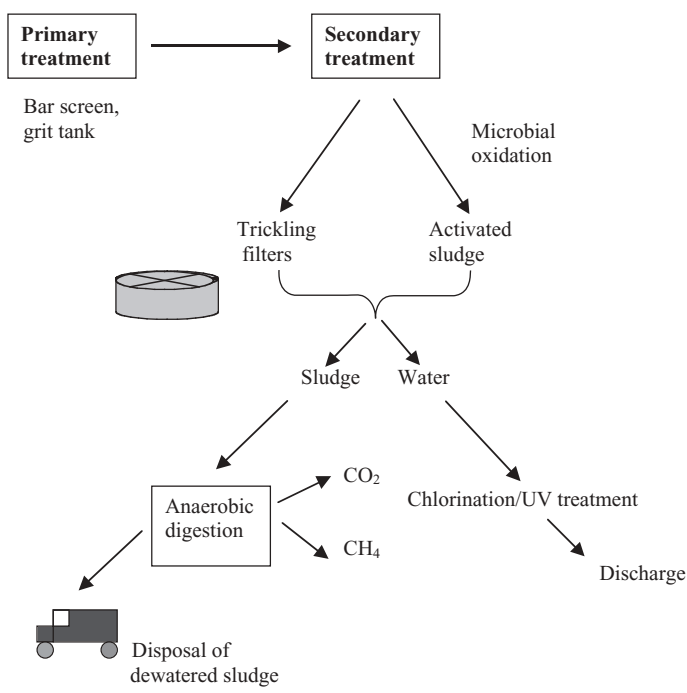 Primary
treatment
Secondary
treatment
Bar screen,
grit tank
Microbial
oxidation
Trickling
filters
Activated
sludge
Sludge
Water
Anaerobic
digestion
CO₂
CH₄
Chlorination/UV treatment
Discharge
Disposal of
dewatered sludge